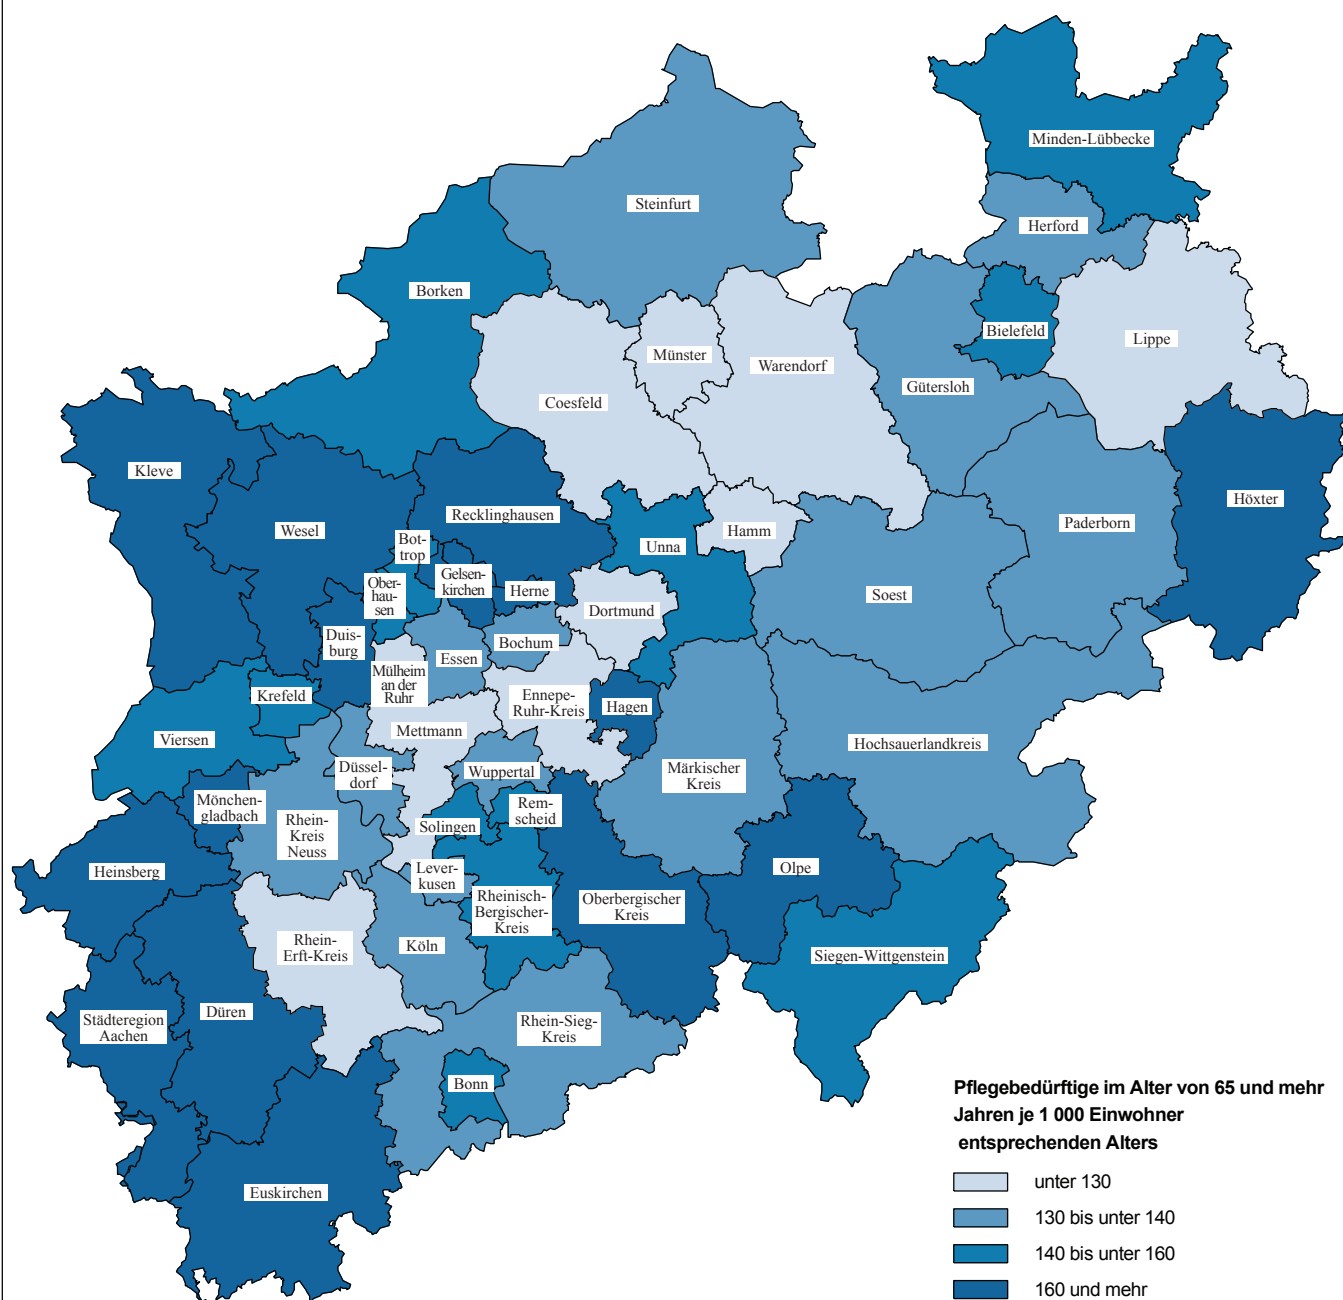 Minden-Lübbecke
Steinfurt
Herford
Borken
Bielefeld
Lippe
Münster
Warendorf
Gütersloh
Coesfeld
Kleve
Höxter
Wesel
Recklinghausen
Paderborn
Hamm
Unna
Bot-
trop
Gelsen-
kirchen
Herne
Ober-
hau-
sen
Dortmund
Soest
Duis-
burg
Bochum
Essen
Mülheim
an der
Ruhr
Krefeld
Ennepe-
Ruhr-Kreis
Hagen
Mettmann
Viersen
Hochsauerlandkreis
Düssel-
dorf
Wuppertal
Märkischer
Kreis
Mönchen-
gladbach
Rem-
scheid
Solingen
Rhein-
Kreis
Neuss
Heinsberg
Lever-
kusen
Olpe
Rheinisch-
Bergischer-
Kreis
Oberbergischer
Kreis
Rhein-
Erft-Kreis
Köln
Siegen-Wittgenstein
Städteregion
Aachen
Düren
Rhein-Sieg-
Kreis
Bonn
Euskirchen
Pflegebedürftige im Alter von 65 und mehr
Jahren je 1 000 Einwohner
entsprechenden Alters
unter 130
130 bis unter 140
140 bis unter 160
160 und mehr